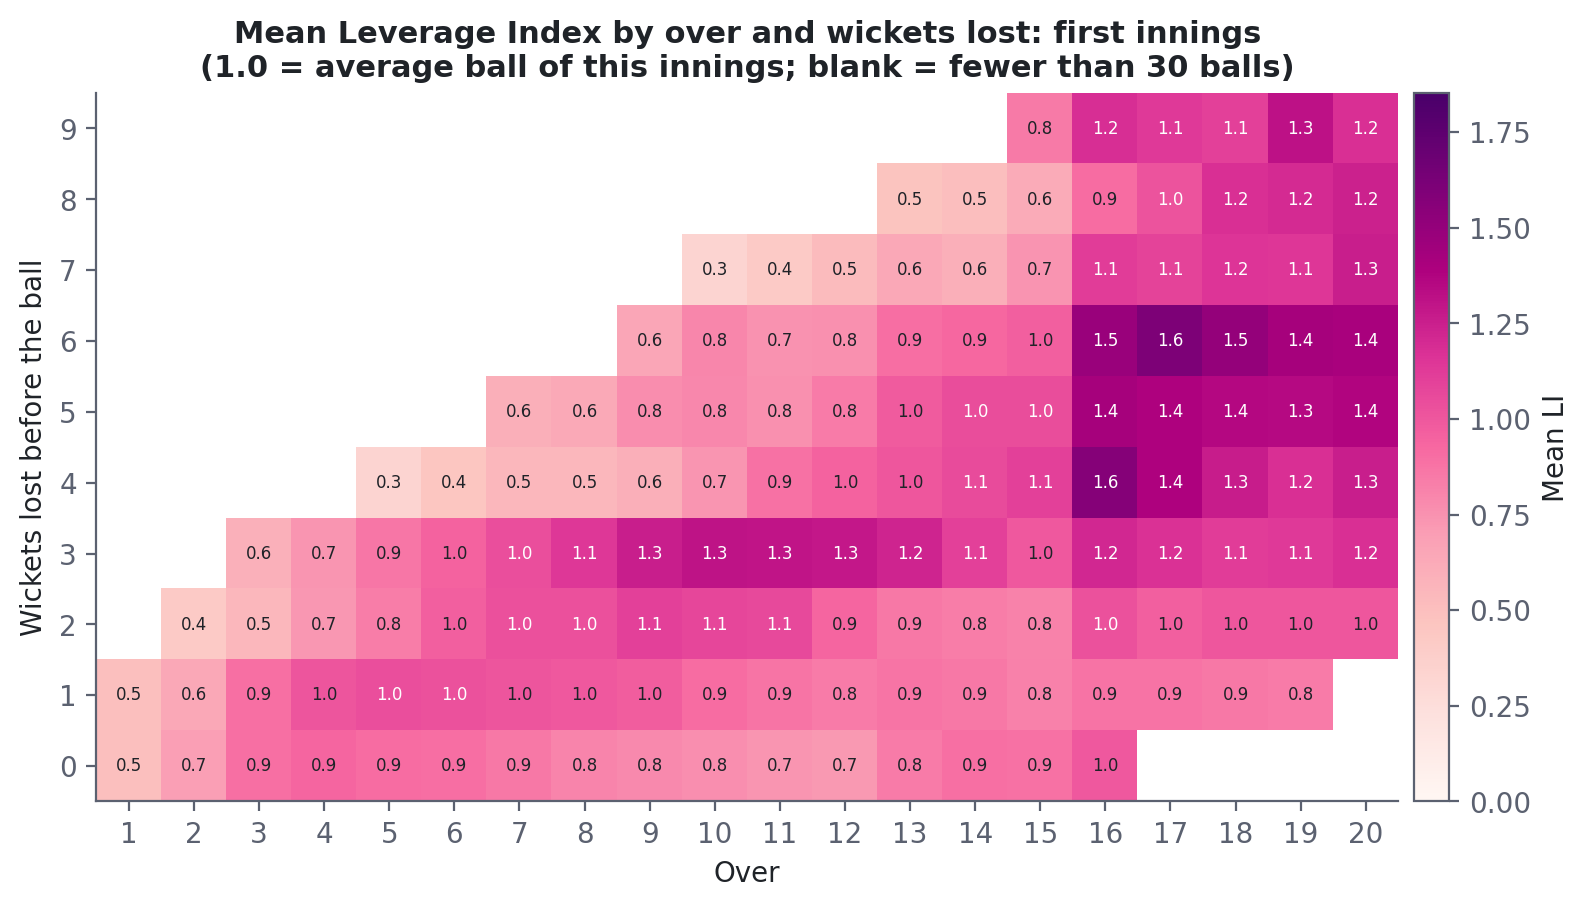 Mean Leverage Index by over and wickets lost: first innings
(1.0 = average ball of this innings; blank = fewer than 30 balls)
Wickets lost before the ball
9 0.8 1.2 1.1 1.1 1.3 1.2
8 0.5 0.5 0.6 0.9 1.0 1.2 1.2 1.2
7 0.3 0.4 0.5 0.6 0.6 0.7 1.1 1.1 1.2 1.1 1.3
6 0.6 0.8 0.7 0.8 0.9 0.9 1.0 1.5 1.6 1.5 1.4 1.4
5 0.6 0.6 0.8 0.8 0.8 0.8 1.0 1.0 1.0 1.4 1.4 1.4 1.3 1.4
4 0.3 0.4 0.5 0.5 0.6 0.7 0.9 1.0 1.0 1.1 1.1 1.6 1.4 1.3 1.2 1.3
3 0.6 0.7 0.9 1.0 1.0 1.1 1.3 1.3 1.3 1.3 1.2 1.1 1.0 1.2 1.2 1.1 1.1 1.2
2 0.4 0.5 0.7 0.8 1.0 1.0 1.0 1.1 1.1 1.1 0.9 0.9 0.8 0.8 1.0 1.0 1.0 1.0 1.0
1 0.5 0.6 0.9 1.0 1.0 1.0 1.0 1.0 1.0 0.9 0.9 0.8 0.9 0.9 0.8 0.9 0.9 0.9 0.8
0 0.5 0.7 0.9 0.9 0.9 0.9 0.9 0.8 0.8 0.8 0.7 0.7 0.8 0.9 0.9 1.0
1 2 3 4 5 6 7 8 9 10 11 12 13 14 15 16 17 18 19 20
Over
1.75
1.50
1.25
1.00
0.75
0.50
0.25
0.00
Mean LI